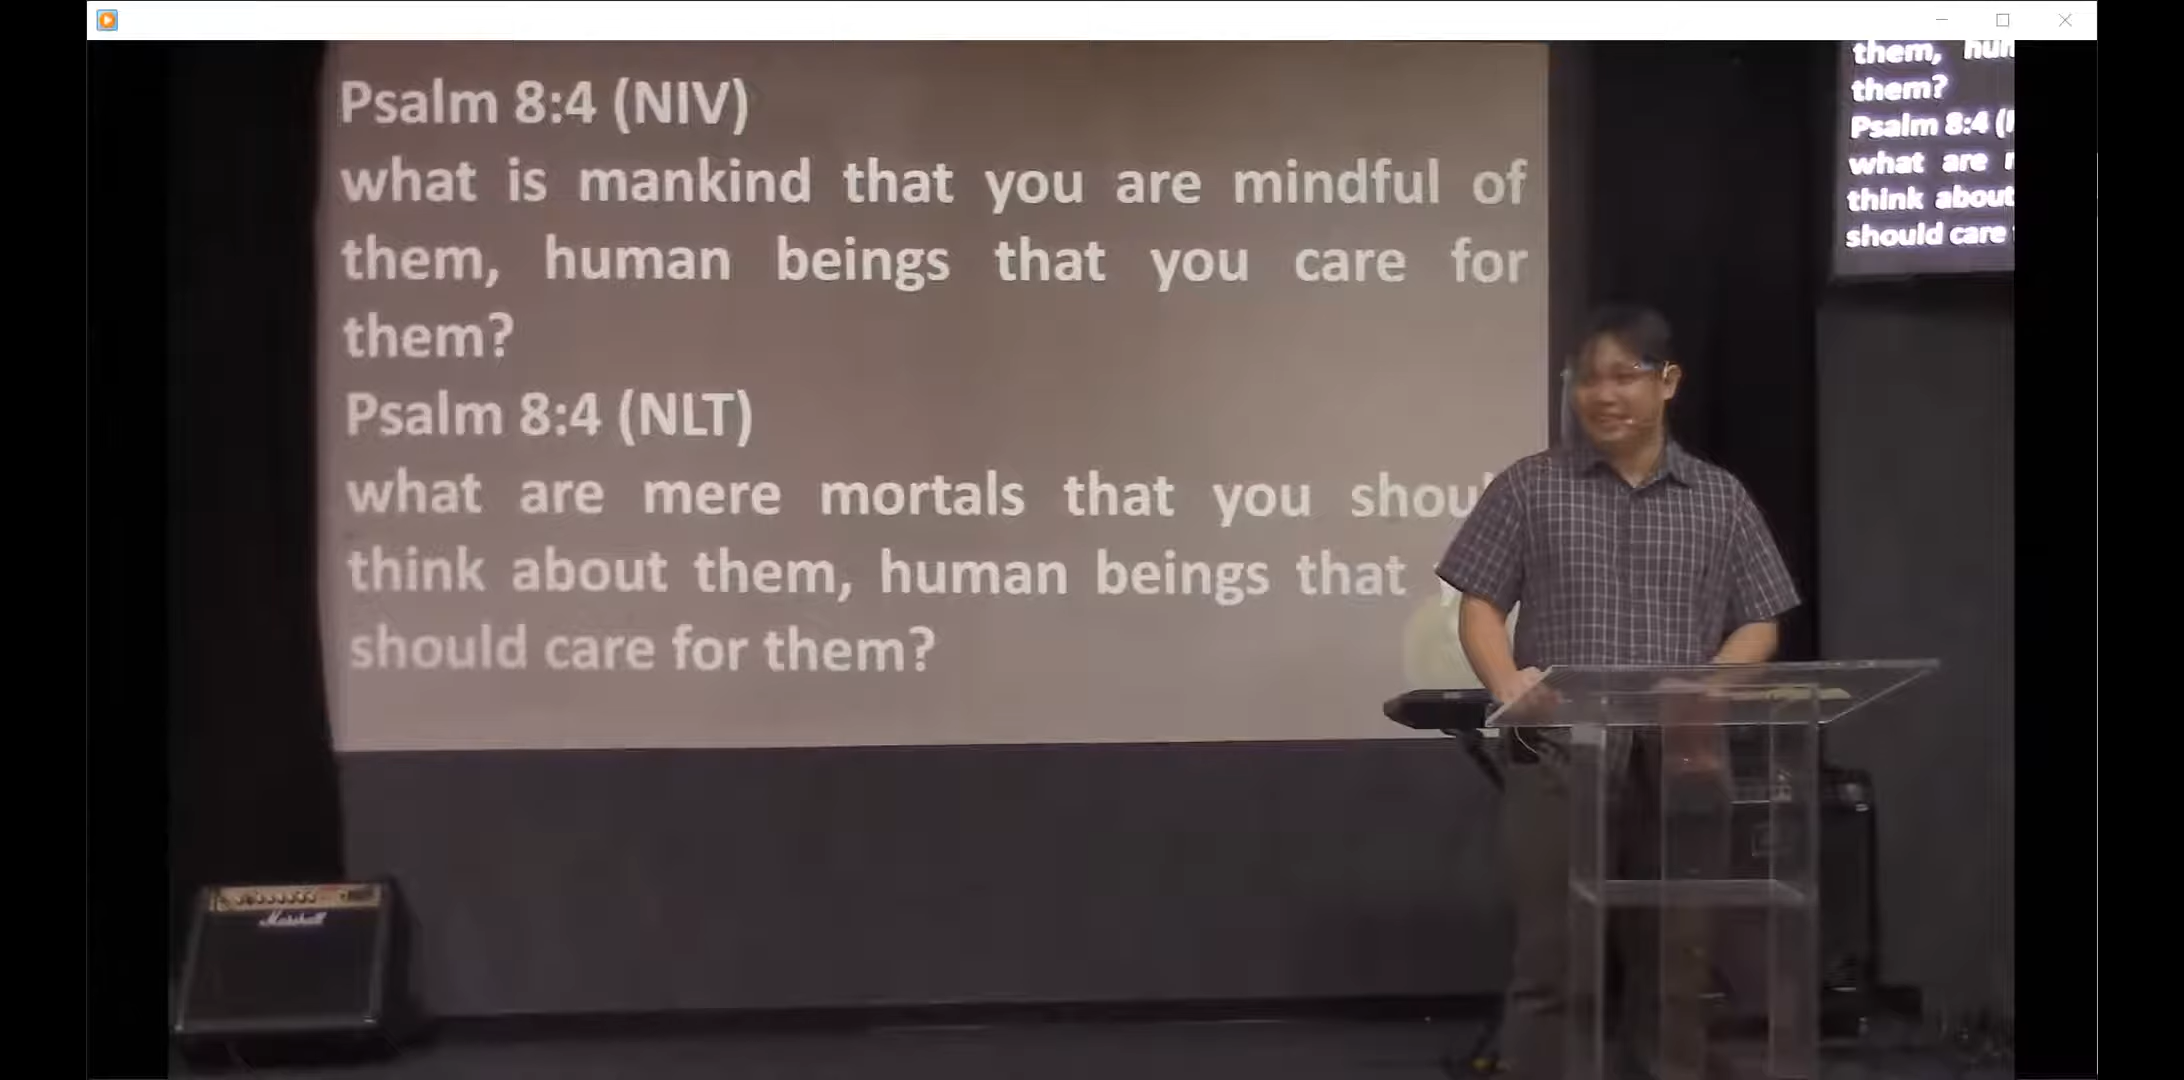 Psalm 8:4 (NIV)
what is mankind that you are mindful of
them, human beings that you care for
them?
Psalm 8:4 (NLT)
what are mere mortals that you shou
think about them, human beings that
should care for them?
them, hum
them?
Psalm 8:4 (
what are
think about
should care
Marshall